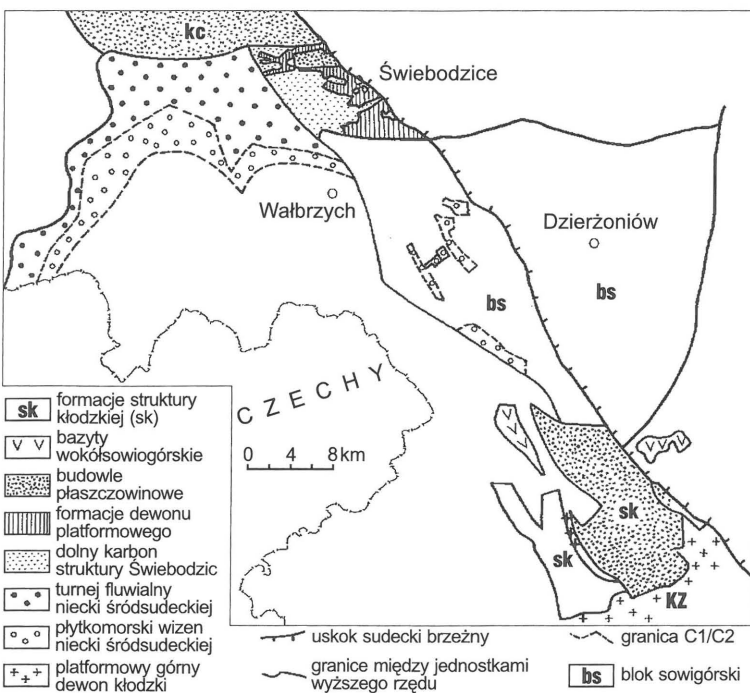 kc
Świebodzice
Wałbrzych
Dzierżoniów
bs
bs
CZECHY
0 4 8 km
sk
sk
KZ
sk formacje struktury
kłodzkiej (sk)
bazyty
wokółsowiogórskie
budowle
płaszczowinowe
formacje dewonu
platformowego
dolny karbon
struktury Świebodzic
turnej fluwialny
niecki śródsudeckiej
płytkomorski wizen
niecki śródsudeckiej
platformowy górny
dewon kłodzki
uskok sudecki brzeżny
granice między jednostkami
wyższego rzędu
granica C1/C2
bs blok sowigórski